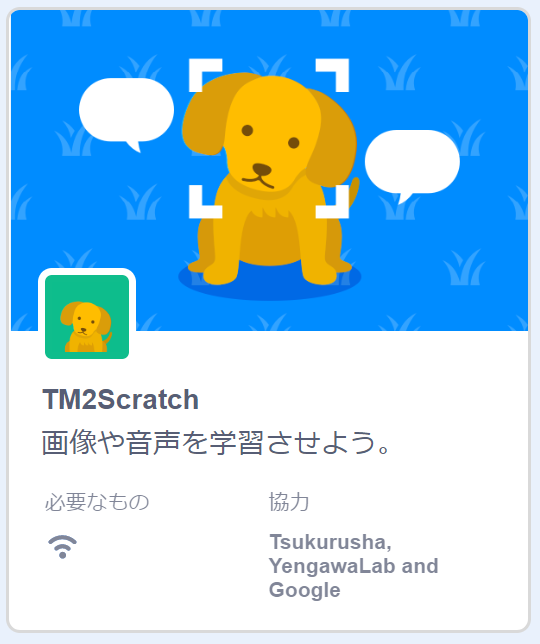 TM2Scratch
画像や音声を学習させよう。
必要なもの
協力
Tsukurusha,
YengawaLab and
Google